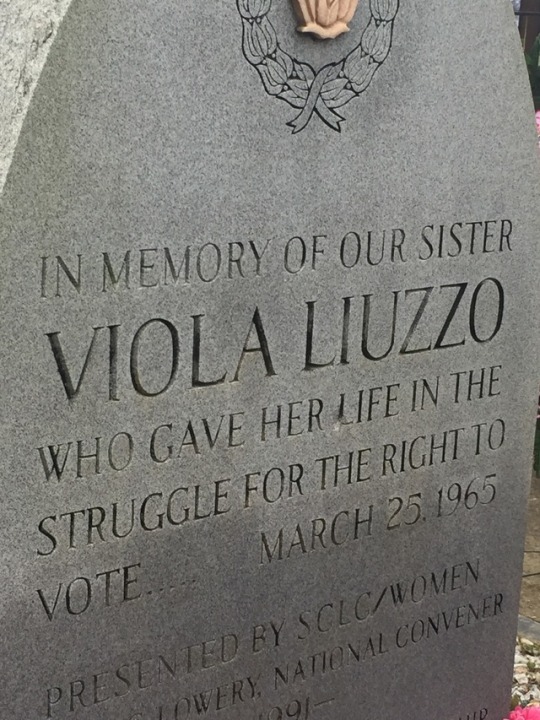 IN MEMORY OF OUR SISTER
VIOLA LIUZZO
WHO GAVE HER LIFE IN THE
STRUGGLE FOR THE RIGHT TO
VOTE..... MARCH 25, 1965
PRESENTED BY SCLC/WOMEN
LOWERY, NATIONAL CONVENER
1991-